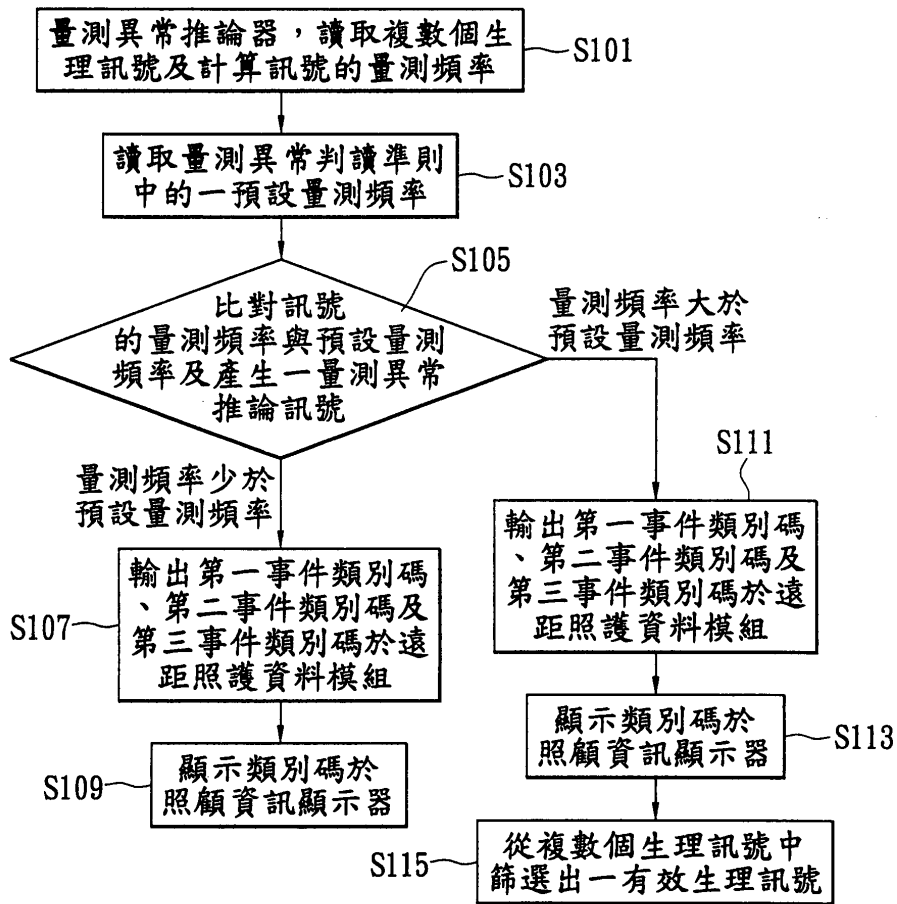 量測異常推論器，讀取複數個生
理訊號及計算訊號的量測頻率
S101
讀取量測異常判讀準則
中的一預設量測頻率
S103
S105
比對訊號
的量測頻率與預設量測
頻率及產生一量測異常
推論訊號
量測頻率大於
預設量測頻率
量測頻率少於
預設量測頻率
S107
輸出第一事件類別碼
、第二事件類別碼及
第三事件類別碼於遠
距照護資料模組
S109
顯示類別碼於
照顧資訊顯示器
S111
輸出第一事件類別碼
、第二事件類別碼及
第三事件類別碼於遠
距照護資料模組
顯示類別碼於
照顧資訊顯示器
S113
S115
從複數個生理訊號中
篩選出一有效生理訊號